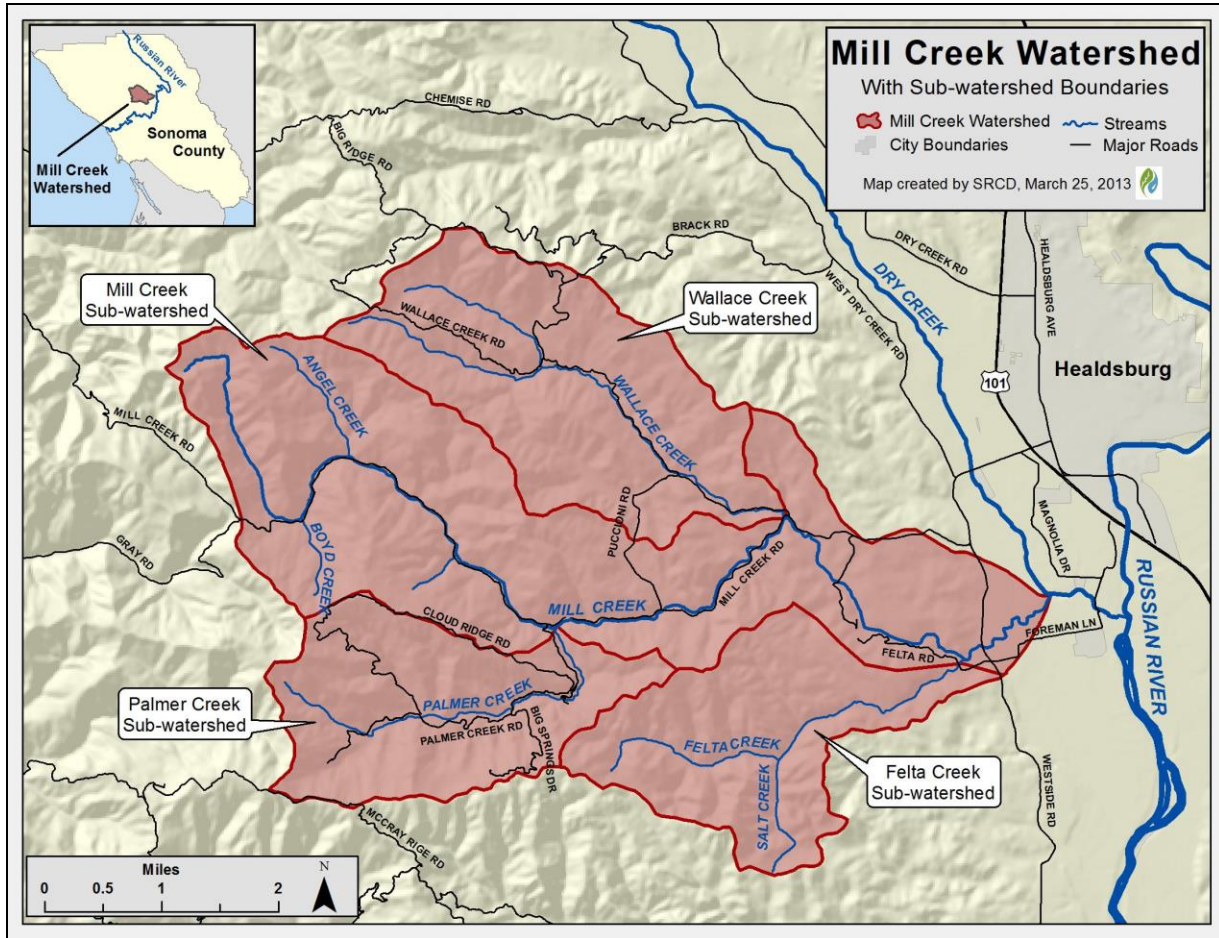 Mill Creek Watershed
With Sub-watershed Boundaries
Mill Creek Watershed
Streams
City Boundaries
Major Roads
Map created by SRCD, March 25, 2013
Russian River
Sonoma
County
Mill Creek
Watershed
CHEMISE RD
BIG RIDGE RD
BRACK RD
DRY CREEK RD
WEST DRY CREEK RD
DRY CREEK
HEALDSBURG AVE
101
Healdsburg
Mill Creek
Sub-watershed
Wallace Creek
Sub-watershed
WALLACE CREEK RD
ANGEL CREEK
WALLACE CREEK
MILL CREEK RD
PUCCIONI RD
MAGNOLIA DR
GRAY RD
BOYD CREEK
MILL CREEK
MILL CREEK RD
CLOUD RIDGE RD
FELTA RD
FOREMAN LN
RUSSIAN RIVER
Palmer Creek
Sub-watershed
PALMER CREEK
PALMER CREEK RD
BIG SPRINGS DR
FELTA CREEK
Felta Creek
Sub-watershed
SALT CREEK
WESTSIDE RD
MCCRAY RIGE RD
Miles
N
0 0.5 1 2